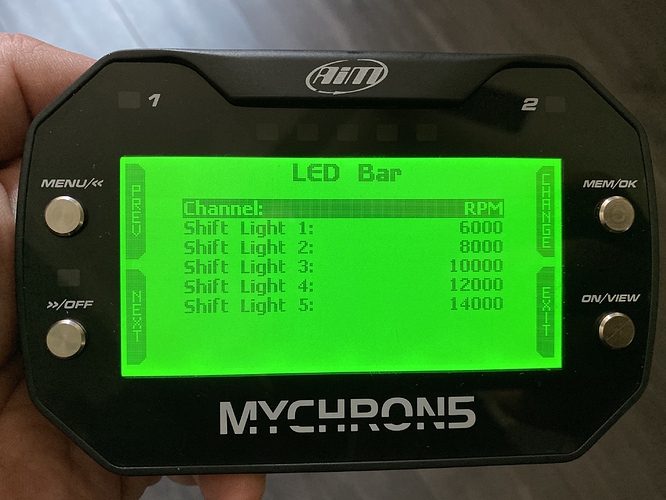 AiM
1
2
LED Bar
MENU/<<
PREV
Channel: RPM
CHANGE
MEM/OK
Shift Light 1: 6000
Shift Light 2: 8000
Shift Light 3: 10000
Shift Light 4: 12000
Shift Light 5: 14000
>>/OFF
NEXT
EXIT
ON/VIEW
MYCHRON5